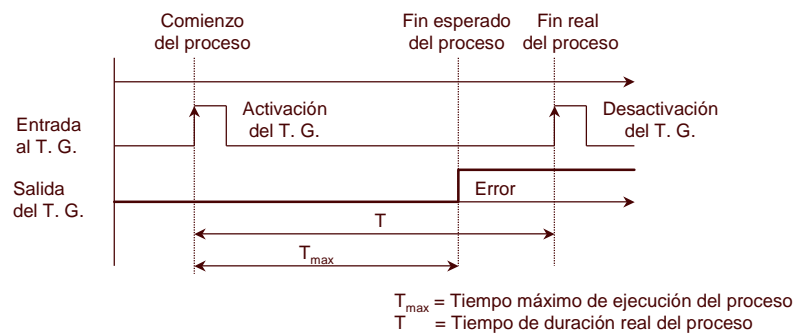 Comienzo
del proceso
Fin esperado
del proceso
Fin real
del proceso
Entrada
al T. G.
Activación
del T. G.
Desactivación
del T. G.
Salida
del T. G.
Error
T
Tmax
Tmax = Tiempo máximo de ejecución del proceso
T = Tiempo de duración real del proceso